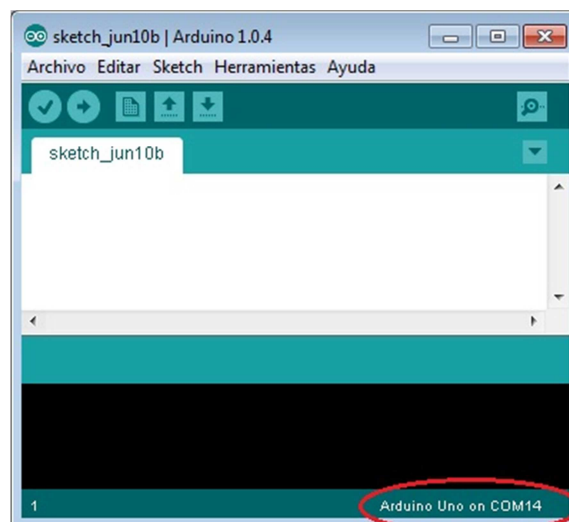 sketch_jun10b | Arduino 1.0.4
Archivo Editar Sketch Herramientas Ayuda
sketch_jun10b
1 Arduino Uno on COM14